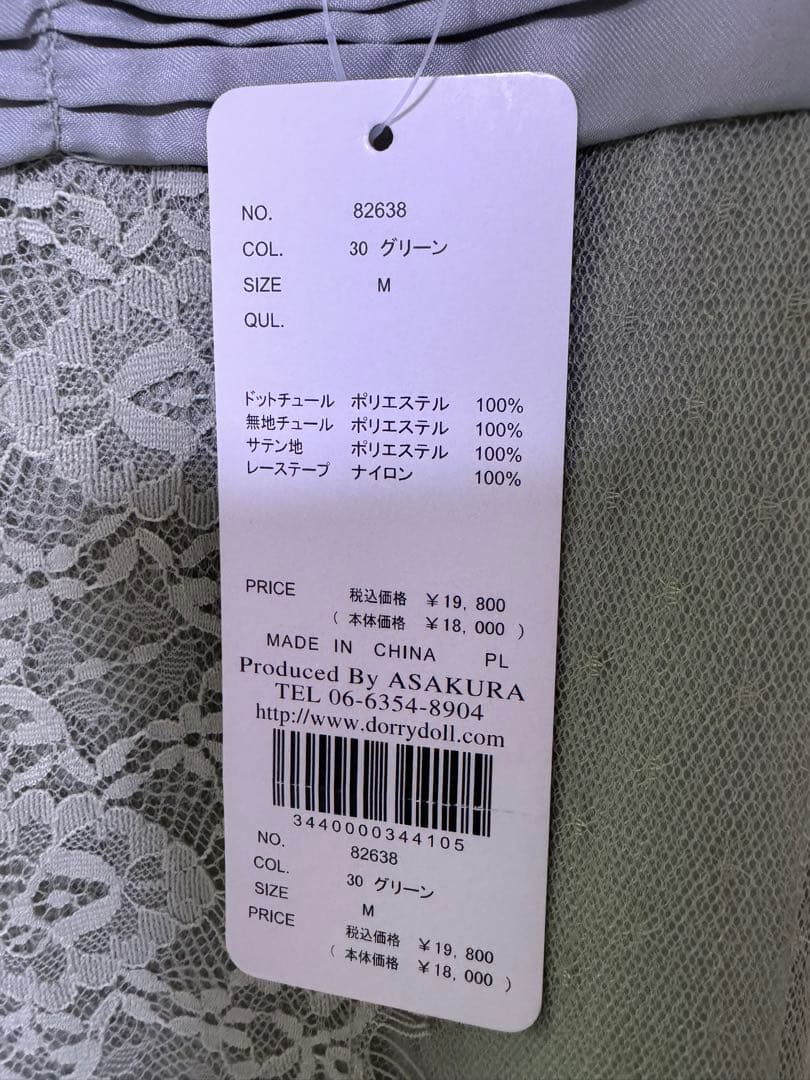 NO. 82638
COL. 30 グリーン
SIZE M
QUL.
ドットチュール ポリエステル 100%
無地チュール ポリエステル 100%
サテン地 ポリエステル 100%
レーステープ ナイロン 100%
PRICE 税込価格 ¥19,800
( 本体価格 ¥18,000 )
MADE IN CHINA PL
Produced By ASAKURA
TEL 06-6354-8904
http://www.dorrydoll.com
3440000344105
NO. 82638
COL. 30 グリーン
SIZE M
PRICE 税込価格 ¥19,800
( 本体価格 ¥18,000 )